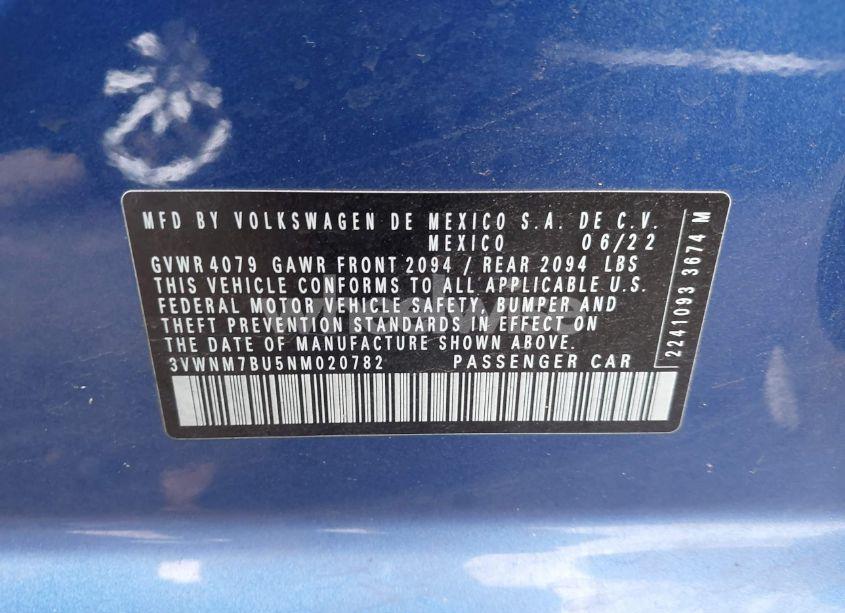 MFD BY VOLKSWAGEN DE MEXICO S.A. DE C.V.
MEXICO 06/22
GVWR 4079 GAWR FRONT 2094 / REAR 2094 LBS
THIS VEHICLE CONFORMS TO ALL APPLICABLE U.S.
FEDERAL MOTOR VEHICLE SAFETY, BUMPER AND
THEFT PREVENTION STANDARDS IN EFFECT ON
THE DATE OF MANUFACTURE SHOWN ABOVE.
3VWNM7BU5NM020782 PASSENGER CAR
2241093 3674 M